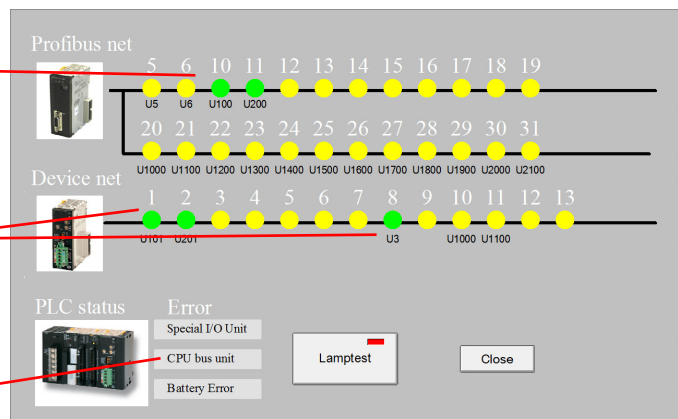 Profibus net
5 6 10 11 12 13 14 15 16 17 18 19
U5 U6 U100 U200
20 21 22 23 24 25 26 27 28 29 30 31
U1000 U1100 U1200 U1300 U1400 U1500 U1600 U1700 U1800 U1900 U2000 U2100
Device net
1 2 3 4 5 6 7 8 9 10 11 12 13
U101 U201 U3 U1000 U1100
PLC status
Error
Special I/O Unit
CPU bus unit
Battery Error
Lamptest
Close